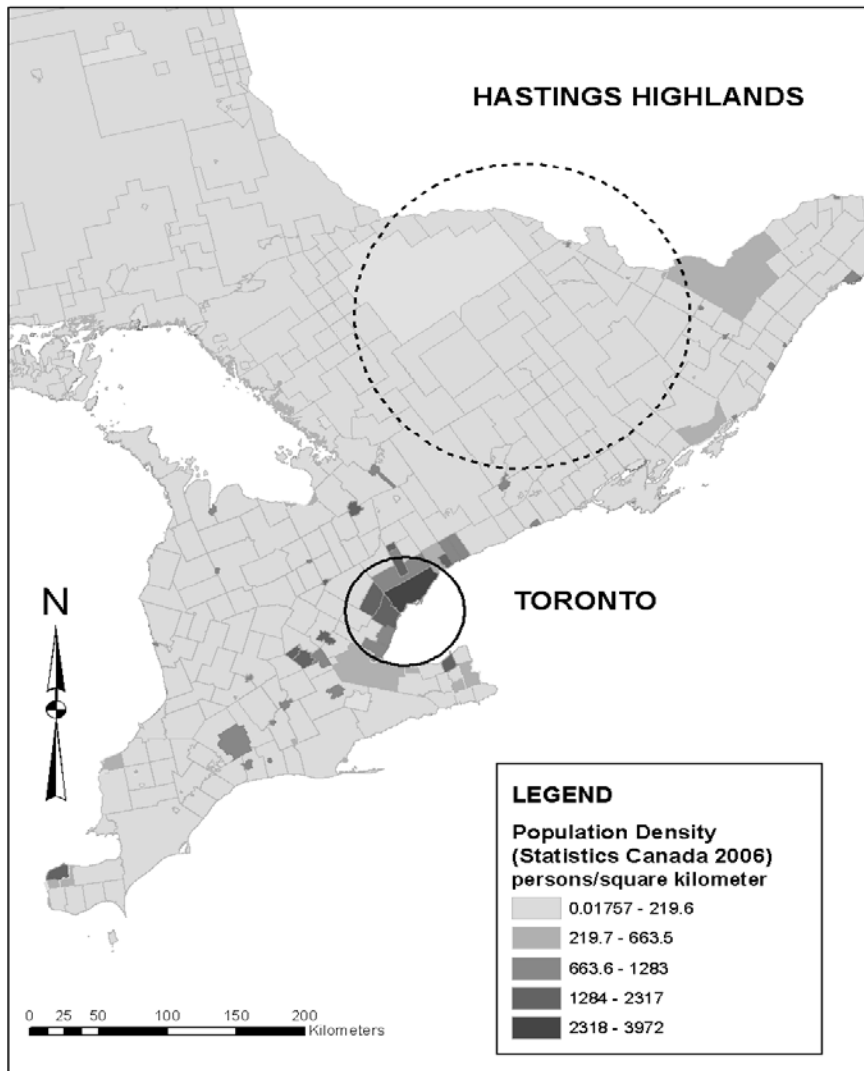 HASTINGS HIGHLANDS
TORONTO
N
LEGEND
Population Density
(Statistics Canada 2006)
persons/square kilometer
0.01757 - 219.6
219.7 - 663.5
663.6 - 1283
1284 - 2317
2318 - 3972
0 25 50 100 150 200
Kilometers